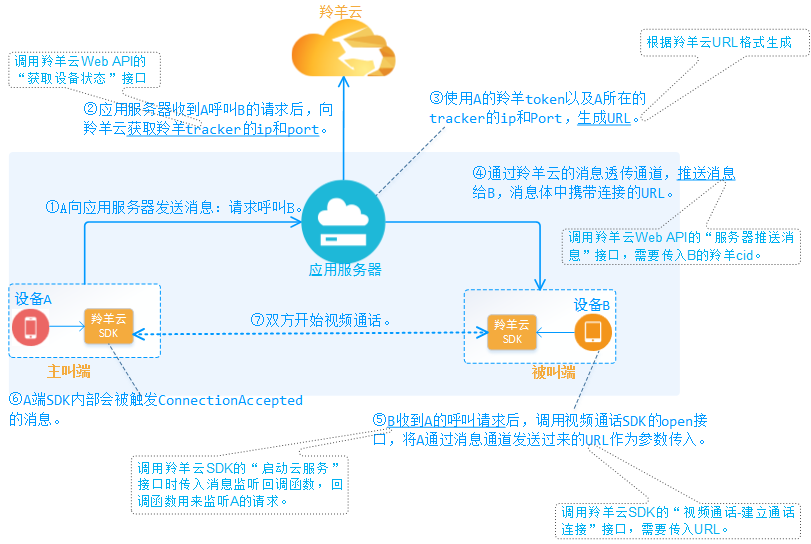 羚羊云
调用羚羊云Web API的
“获取设备状态”接口
根据羚羊云URL格式生成
②应用服务器收到A呼叫B的请求后，向
羚羊云获取羚羊tracker的ip和port。
③使用A的羚羊token以及A所在的
tracker的ip和Port，生成URL。
④通过羚羊云的消息透传通道，推送消息
给B，消息体中携带连接的URL。
①A向应用服务器发送消息：请求呼叫B。
调用羚羊云Web API的“服务器推送消
息”接口，需要传入B的羚羊cid。
应用服务器
设备A
羚羊云
SDK
主叫端
⑦双方开始视频通话。
设备B
羚羊云
SDK
被叫端
⑥A端SDK内部会被触发ConnectionAccepted
的消息。
⑤B收到A的呼叫请求后，调用视频通话SDK的open接
口，将A通过消息通道发送过来的URL作为参数传入。
调用羚羊云SDK的“启动云服务”
接口时传入消息监听回调函数，回
调函数用来监听A的请求。
调用羚羊云SDK的“视频通话-建立通话
连接”接口，需要传入URL。